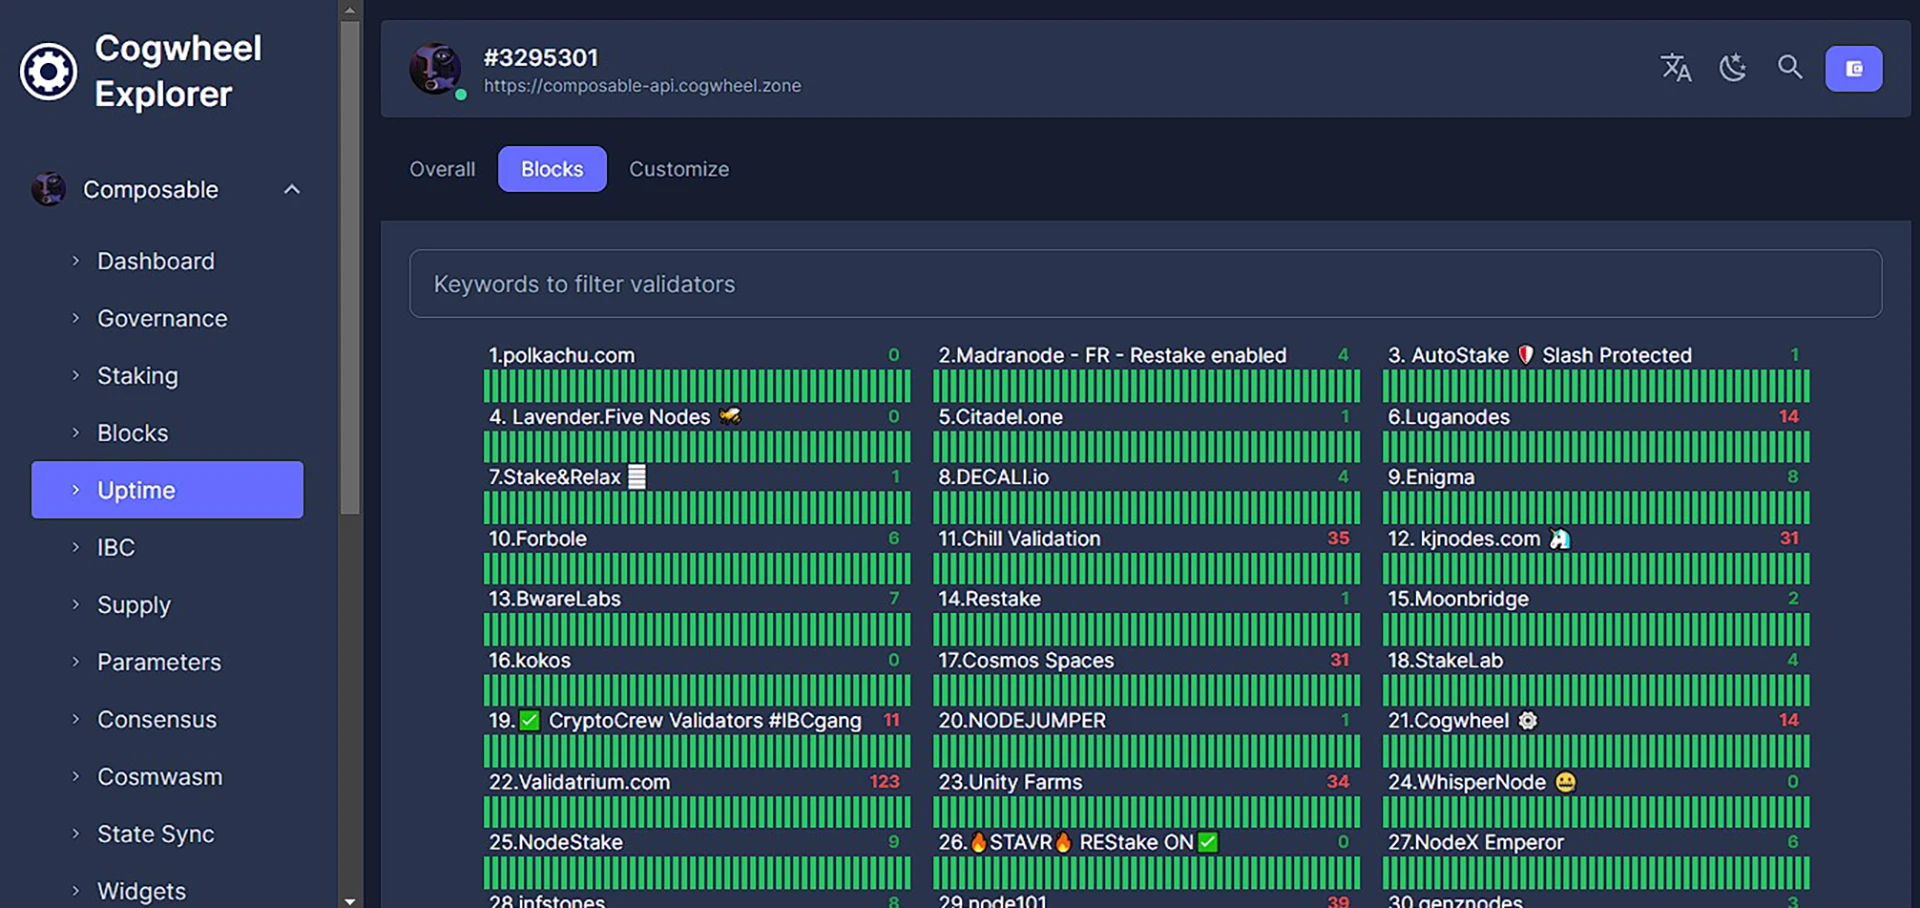 Cogwheel
Explorer
Composable
Dashboard
Governance
Staking
Blocks
Uptime
IBC
Supply
Parameters
Consensus
Cosmwasm
State Sync
Widgets
#3295301
https://composable-api.cogwheel.zone
Overall Blocks Customize
Keywords to filter validators
1.polkachu.com 0 2.Madranode - FR - Restake enabled 4 3. AutoStake 🛡️ Slash Protected 1
4. Lavender.Five Nodes 🐝 0 5.Citadel.one 1 6.Luganodes 14
7.Stake&Relax 1 8.DECALI.io 4 9.Enigma 8
10.Forbole 6 11.Chill Validation 35 12. kjnodes.com 🦄 31
13.BwareLabs 7 14.Restake 1 15.Moonbridge 2
16.kokos 0 17.Cosmos Spaces 31 18.StakeLab 4
19.✅ CryptoCrew Validators #IBCgang 11 20.NODEJUMPER 1 21.Cogwheel ⚙️ 14
22.Validatrium.com 123 23.Unity Farms 34 24.WhisperNode 🤐 0
25.NodeStake 9 26.🔥STAVR🔥 REStake ON✅ 0 27.NodeX Emperor 6
28.infstones 8 29.node101 39 30.genznodes 3